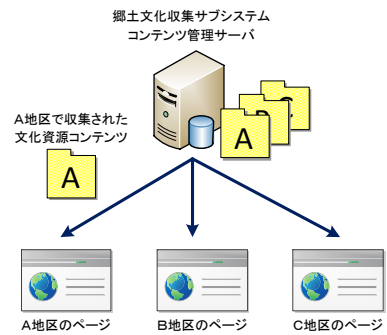 郷土文化収集サブシステム
コンテンツ管理サーバ
A地区で収集された
文化資源コンテンツ
A
A
B
C
A地区のページ
B地区のページ
C地区のページ